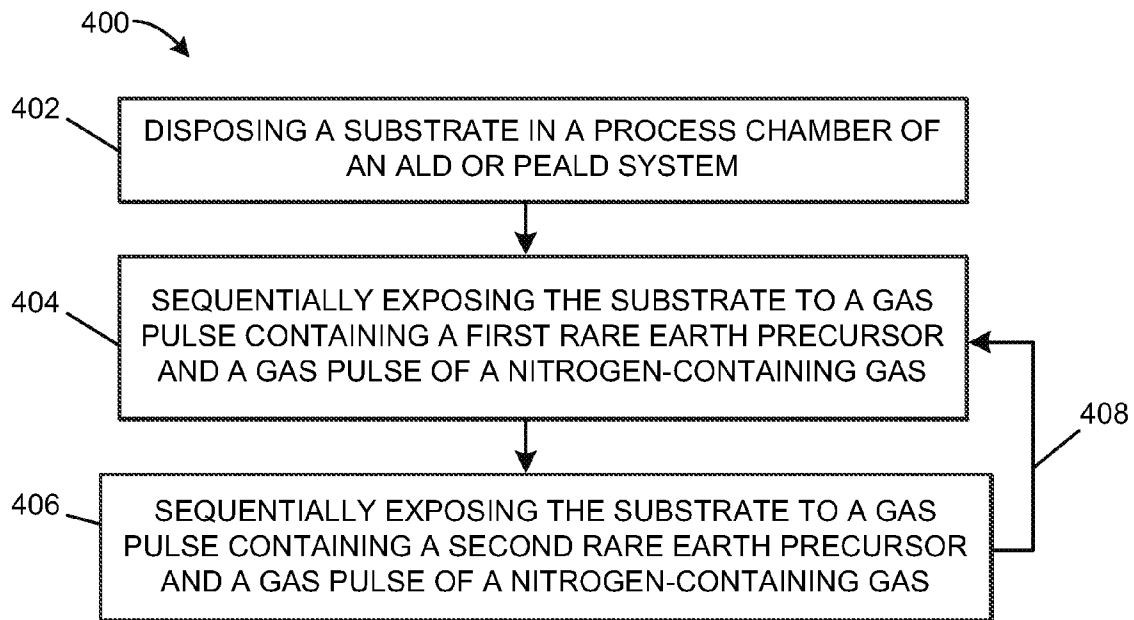 400
402
DISPOSING A SUBSTRATE IN A PROCESS CHAMBER OF
AN ALD OR PEALD SYSTEM
404
SEQUENTIALLY EXPOSING THE SUBSTRATE TO A GAS
PULSE CONTAINING A FIRST RARE EARTH PRECURSOR
AND A GAS PULSE OF A NITROGEN-CONTAINING GAS
408
406
SEQUENTIALLY EXPOSING THE SUBSTRATE TO A GAS
PULSE CONTAINING A SECOND RARE EARTH PRECURSOR
AND A GAS PULSE OF A NITROGEN-CONTAINING GAS